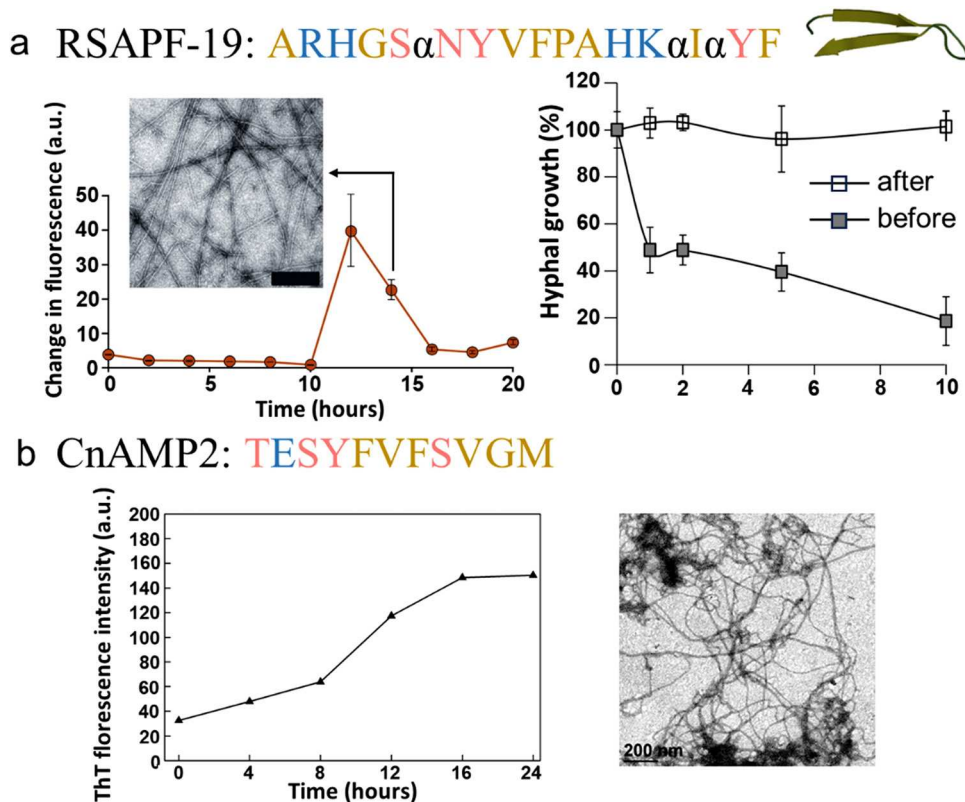 a RSAPF-19: ARHGSαNYVFPAHKαIαYF
Change in fluorescence (a.u.)
50
40
30
20
10
0
0 5 10 15 20
Time (hours)
Hyphal growth (%)
120
100
80
60
40
20
0
after
before
0 2 4 6 8 10
b CnAMP2: TESYFVFSVGM
ThT florescence intensity (a.u.)
200
180
160
140
120
100
80
60
40
20
0
0 4 8 12 16 24
Time (hours)
200 nm